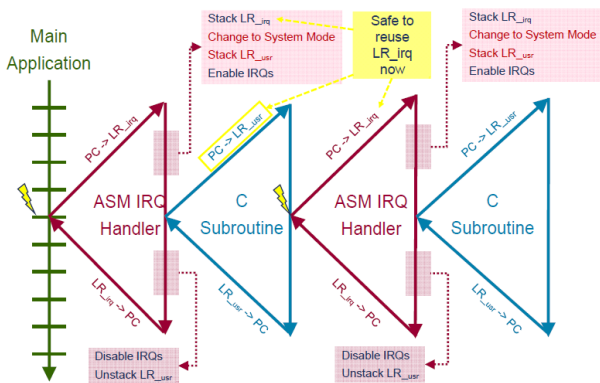 Main
Application
Stack LR_irq
Change to System Mode
Stack LR_usr
Enable IRQs
Safe to
reuse
LR_irq
now
Stack LR_irq
Change to System Mode
Stack LR_usr
Enable IRQs
PC -> LR_irq
PC -> LR_usr
PC -> LR_irq
PC -> LR_usr
ASM IRQ
Handler
C
Subroutine
ASM IRQ
Handler
C
Subroutine
LR_irq -> PC
LR_usr -> PC
LR_irq -> PC
LR_usr -> PC
Disable IRQs
Unstack LR_usr
Disable IRQs
Unstack LR_usr